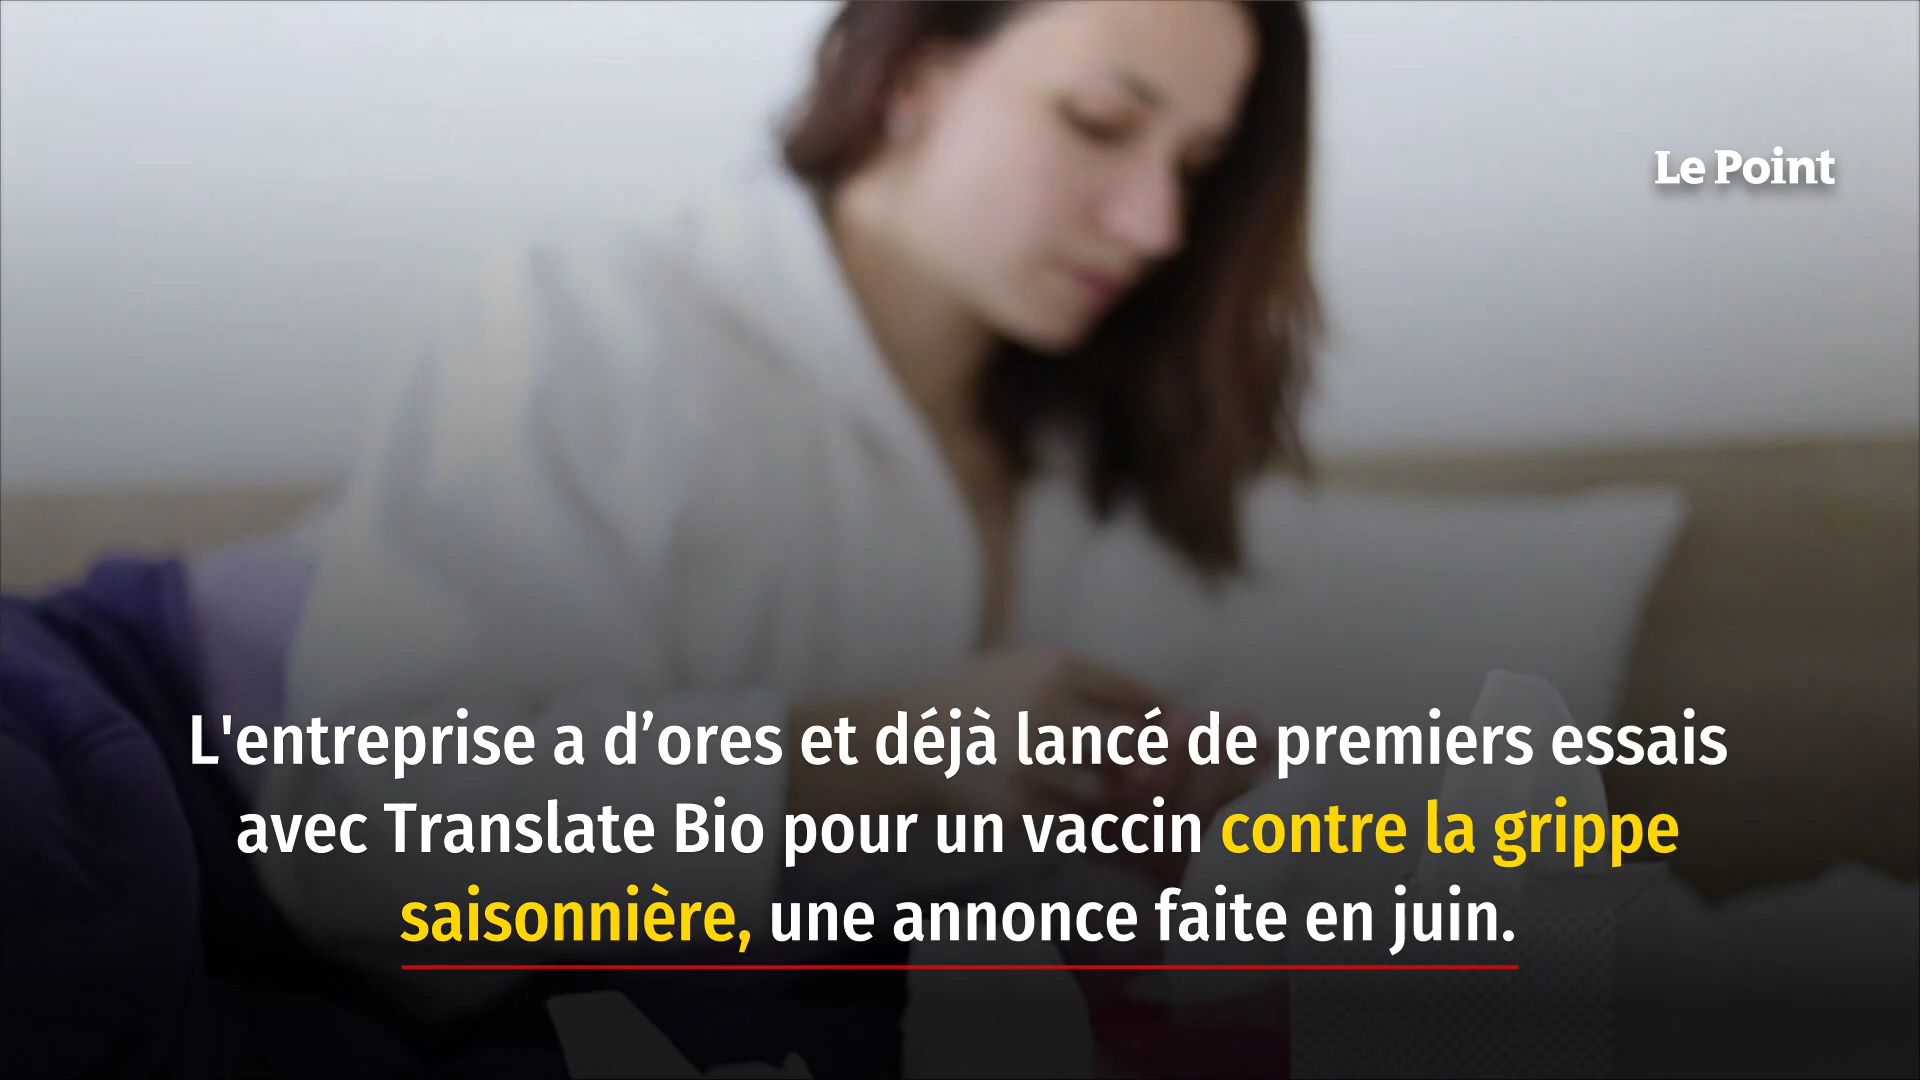 Le Point
L'entreprise a d’ores et déjà lancé de premiers essais
avec Translate Bio pour un vaccin contre la grippe
saisonnière, une annonce faite en juin.